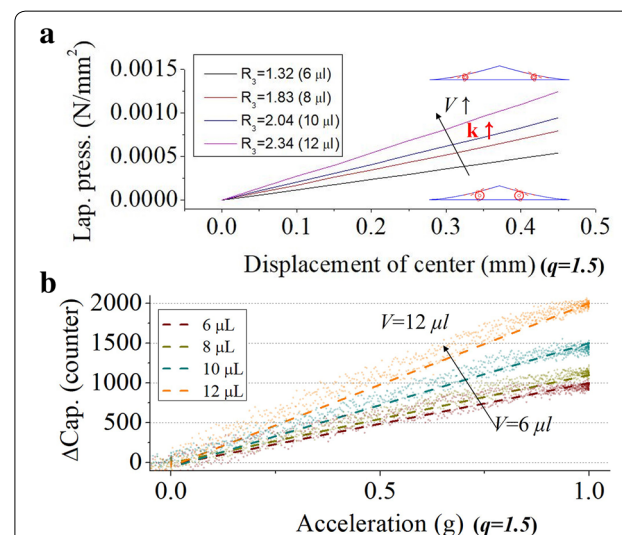 a
Lap. press. (N/mm²)
0.0015
0.0010
0.0005
0.0000
R₃=1.32 (6 µl)
R₃=1.83 (8 µl)
R₃=2.04 (10 µl)
R₃=2.34 (12 µl)
V ↑
k ↑
0.0 0.1 0.2 0.3 0.4 0.5
Displacement of center (mm) (q=1.5)
b
ΔCap. (counter)
2000
1500
1000
500
0
6 µL
8 µL
10 µL
12 µL
V=12 µl
V=6 µl
0.0 0.5 1.0
Acceleration (g) (q=1.5)